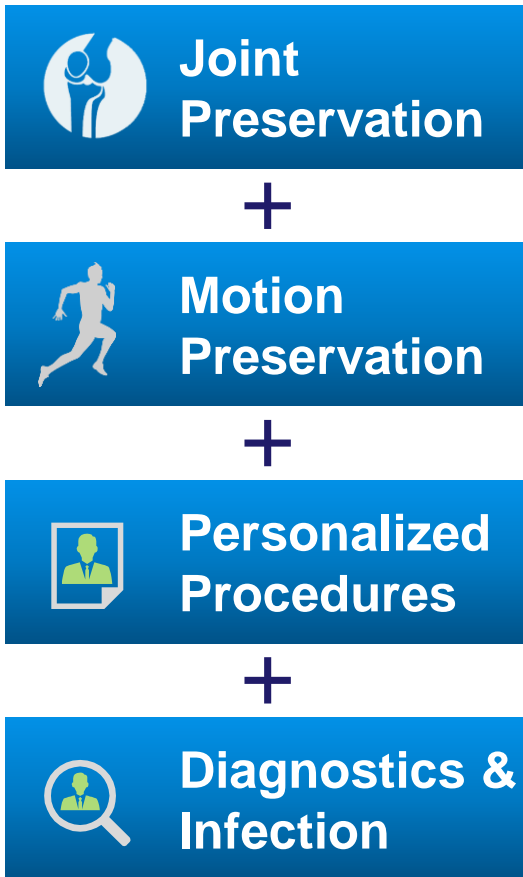 Joint
Preservation
+
Motion
Preservation
+
Personalized
Procedures
+
Diagnostics &
Infection